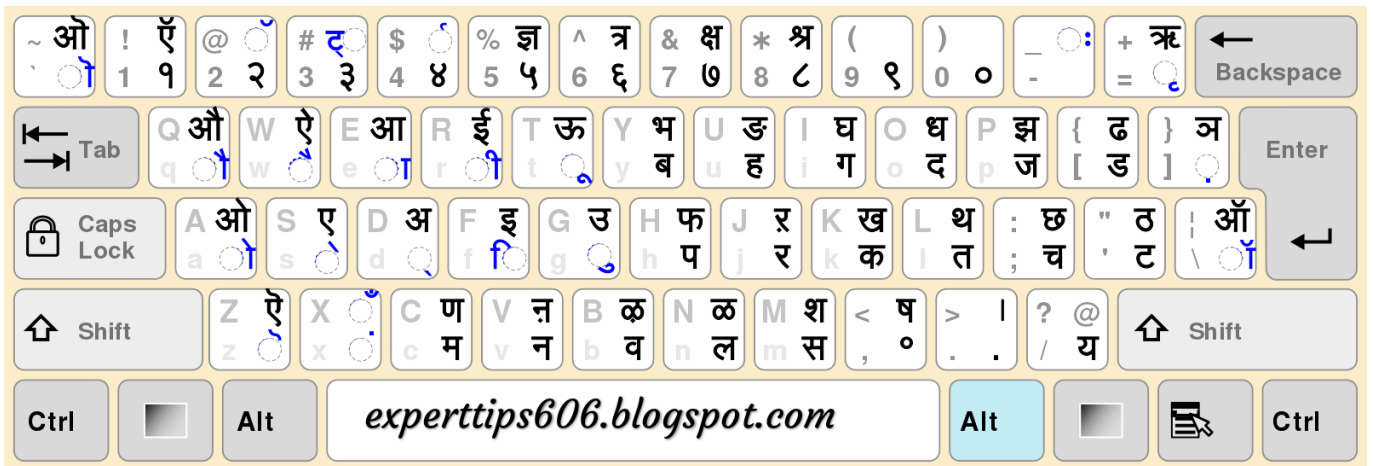 ~ ऒ ! ऍ @ ◌ॅ # ट्◌ $ ◌ % ज्ञ ^ त्र & क्ष * श्र ( ) _ ◌ः + ऋ Backspace
` ◌ॊ 1 १ 2 २ 3 ३ 4 ४ 5 ५ 6 ६ 7 ७ 8 ८ 9 ९ 0 ० - = ◌ृ
Tab Q औ W ऐ E आ R ई T ऊ Y भ U ङ I घ O ध P झ { ढ } ञ Enter
q ◌ौ w ◌ै e ◌ा r ◌ी t ◌ू y ब u ह i ग o द p ज [ ड ] ◌़
Caps Lock A ओ S ए D अ F इ G उ H फ J ऱ K ख L थ : छ " ठ ¦ ऑ
a ◌ो s ◌े d ◌् f ◌ि g ◌ु h प j र k क l त ; च ' ट \ ◌ॉ
Shift Z ऎ X ◌ँ C ण V ऩ B ऴ N ळ M श < ष > । ? @ Shift
z ◌ॆ x ◌ं c म v न b व n ल m स , ॰ . . / य
Ctrl Alt experttips606.blogspot.com Alt Ctrl